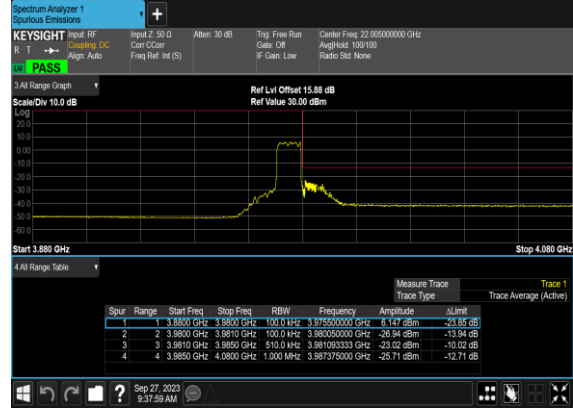 Spectrum Analyzer 1
Spurious Emissions
KEYSIGHT Input: RF Input Z: 50 Ω Atten: 30 dB Trig: Free Run Center Freq: 22.005000000 GHz
R T Coupling: DC Corr CCorr Gate: Off Avg|Hold: 100/100
Align: Auto Freq Ref: Int (S) IF Gain: Low Radio Std: None
PASS
3 All Range Graph
Ref Lvl Offset 15.88 dB
Scale/Div 10.0 dB Ref Value 30.00 dBm
Log
20.0
10.0
0.00
-10.0
-20.0
-30.0
-40.0
-50.0
-60.0
Start 3.880 GHz Stop 4.080 GHz
4 All Range Table
Measure Trace Trace 1
Trace Type Trace Average (Active)
Spur Range Start Freq Stop Freq RBW Frequency Amplitude ΔLimit
1 1 3.8800 GHz 3.9800 GHz 100.0 kHz 3.975500000 GHz 6.147 dBm -23.85 dB
2 2 3.9800 GHz 3.9810 GHz 100.0 kHz 3.980050000 GHz -26.94 dBm -13.94 dB
3 3 3.9810 GHz 3.9850 GHz 510.0 kHz 3.981093333 GHz -23.02 dBm -10.02 dB
4 4 3.9850 GHz 4.0800 GHz 1.000 MHz 3.987375000 GHz -25.71 dBm -12.71 dB
? Sep 27, 2023
9:37:59 AM